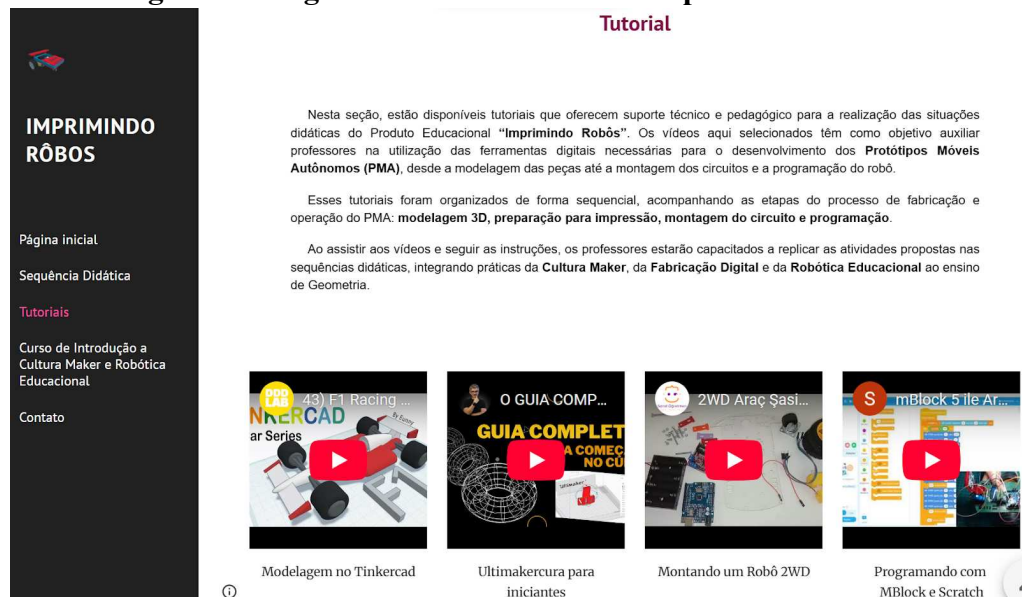 Tutorial
IMPRIMINDO
RÔBOS
Página inicial
Sequência Didática
Tutoriais
Curso de Introdução a
Cultura Maker e Robótica
Educacional
Contato
Nesta seção, estão disponíveis tutoriais que oferecem suporte técnico e pedagógico para a realização das situações
didáticas do Produto Educacional “Imprimindo Robôs”. Os vídeos aqui selecionados têm como objetivo auxiliar
professores na utilização das ferramentas digitais necessárias para o desenvolvimento dos Protótipos Móveis
Autônomos (PMA), desde a modelagem das peças até a montagem dos circuitos e a programação do robô.
Esses tutoriais foram organizados de forma sequencial, acompanhando as etapas do processo de fabricação e
operação do PMA: modelagem 3D, preparação para impressão, montagem do circuito e programação.
Ao assistir aos vídeos e seguir as instruções, os professores estarão capacitados a replicar as atividades propostas nas
sequências didáticas, integrando práticas da Cultura Maker, da Fabricação Digital e da Robótica Educacional ao ensino
de Geometria.
43) F1 Racing ...
NKERCAD
By Eunny
ar Series
Modelagem no Tinkercad
O GUIA COMP...
GUIA COMPLET
A COMEÇ
NO CÚ
Ultimaker
Ultimakercura para
iniciantes
2WD Araç Şasi...
Montando um Robô 2WD
S
mBlock 5 ile Ar...
Programando com
MBlock e Scratch